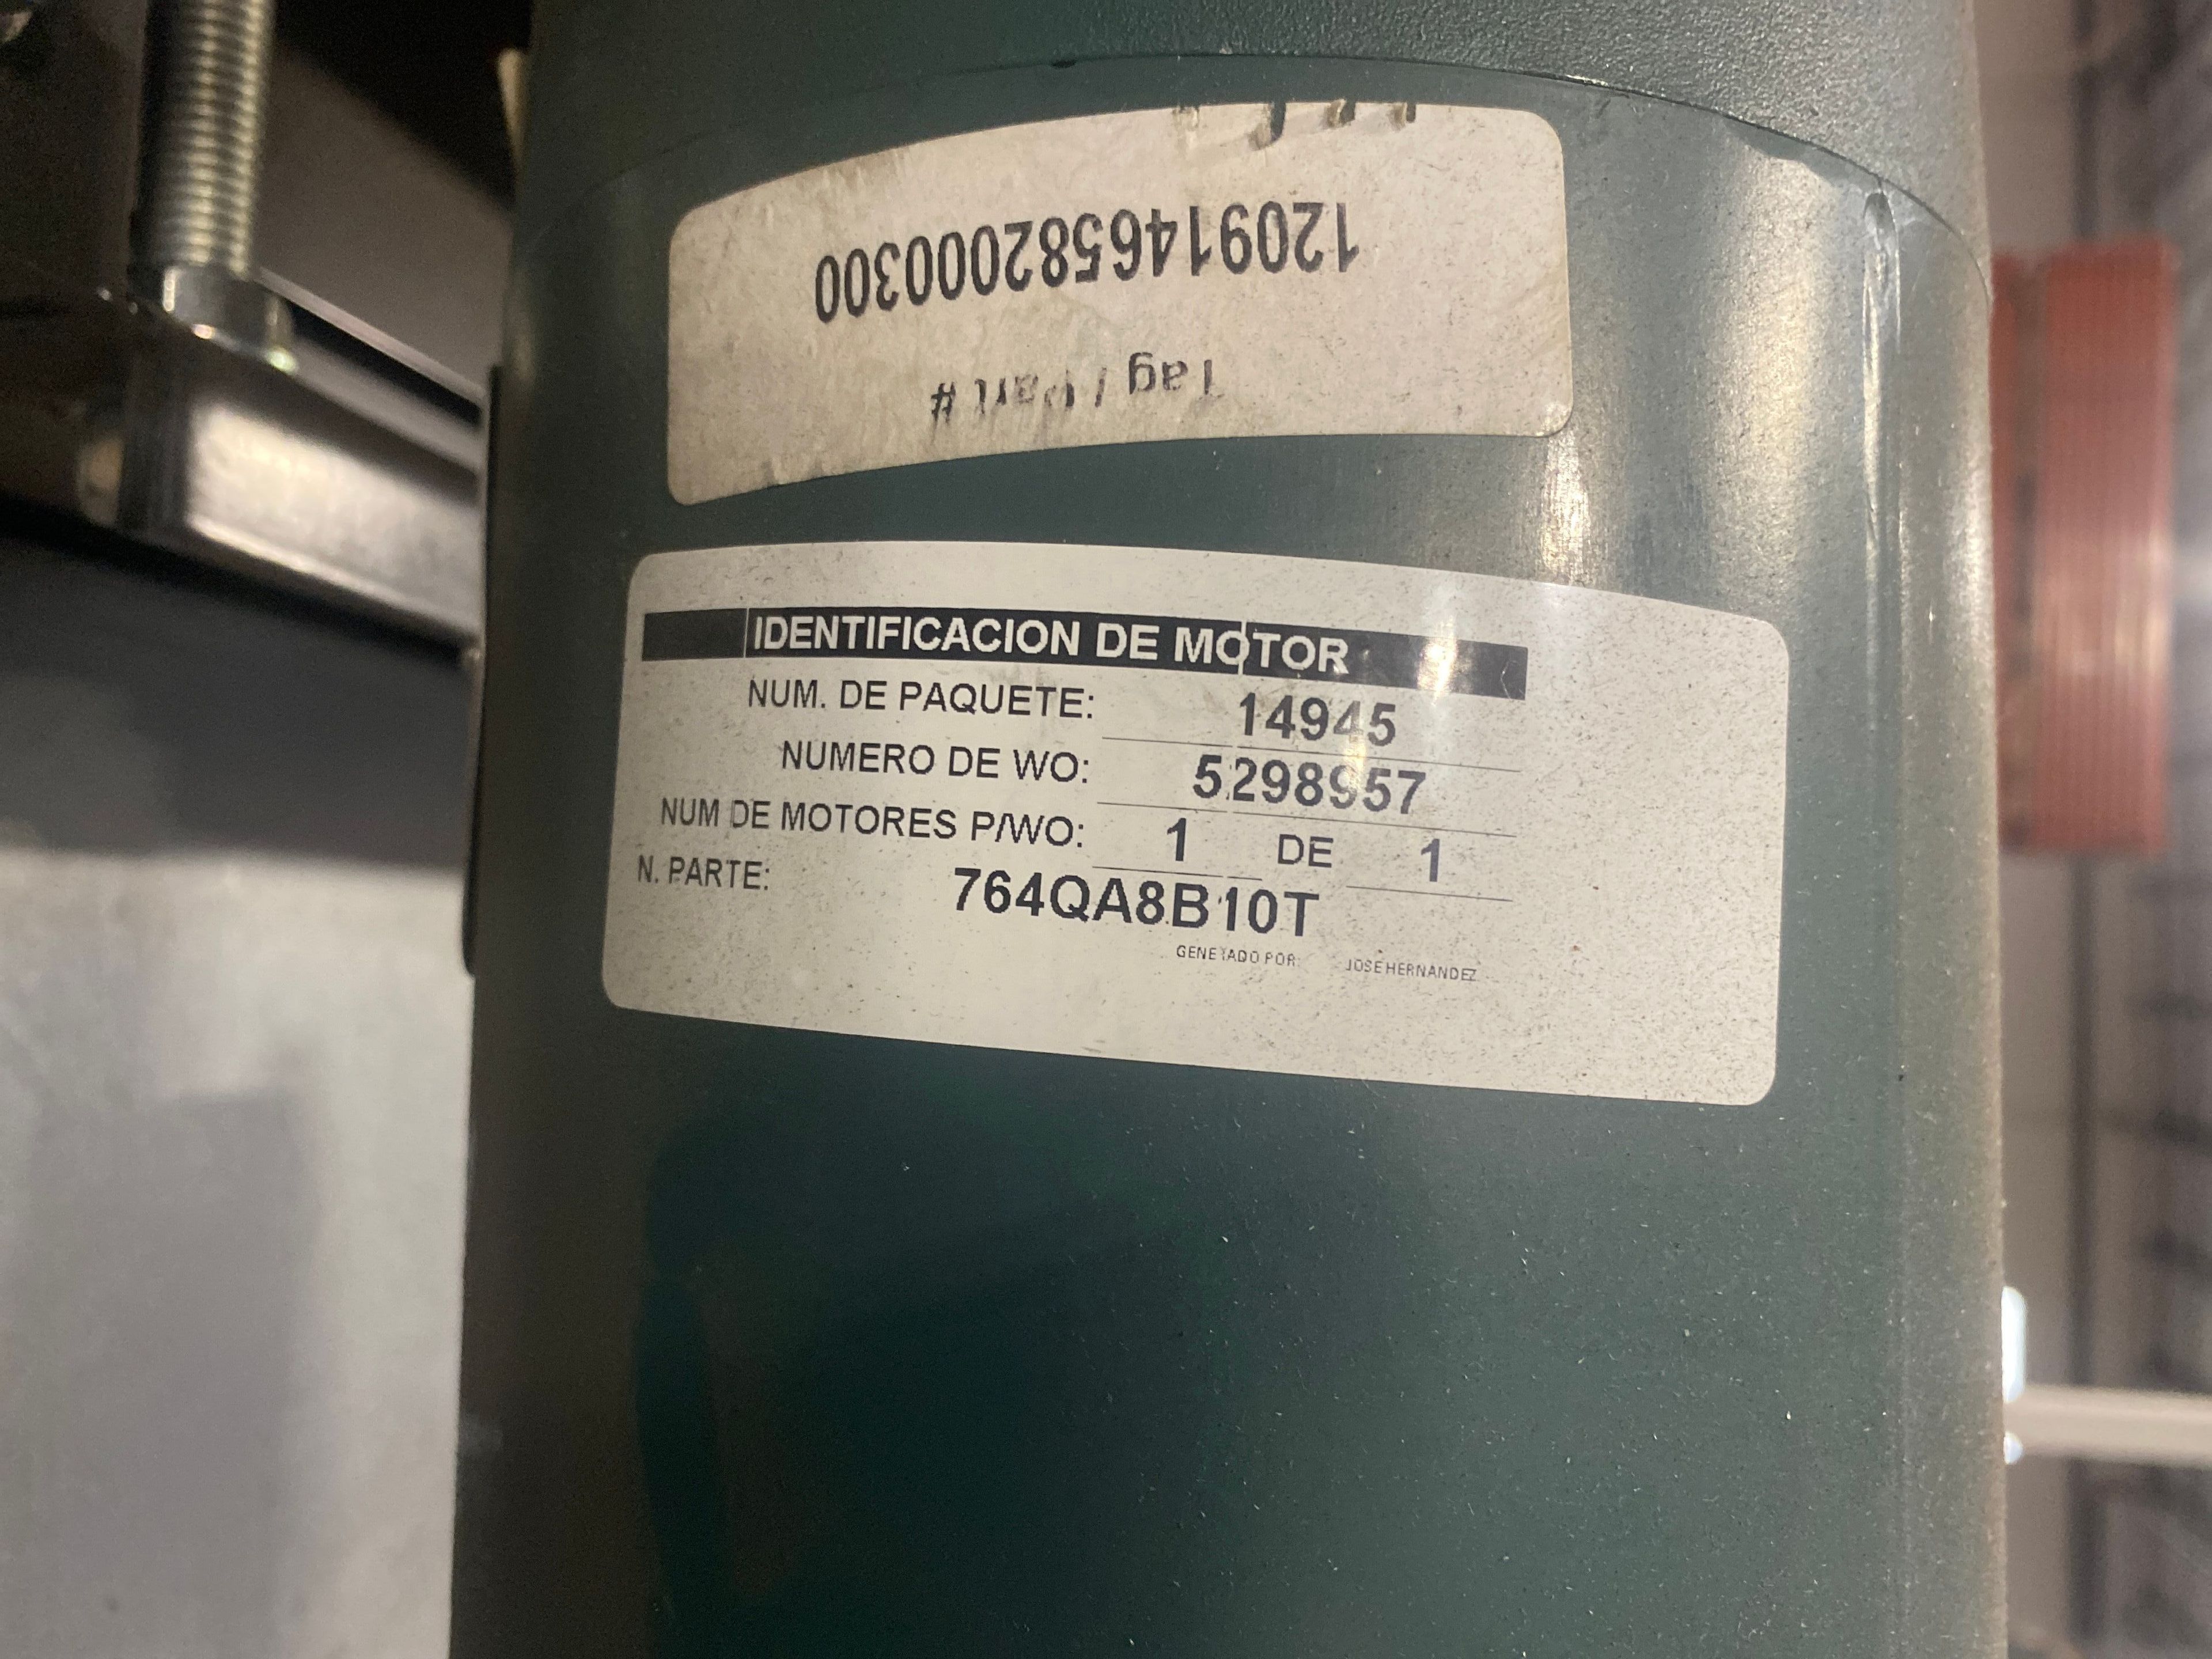 Tag / Part #
1209146582000300
IDENTIFICACION DE MOTOR
NUM. DE PAQUETE: 14945
NUMERO DE WO: 5298957
NUM DE MOTORES P/WO: 1 DE 1
N. PARTE: 764QA8B10T
GENERADO POR: JOSE HERNANDEZ